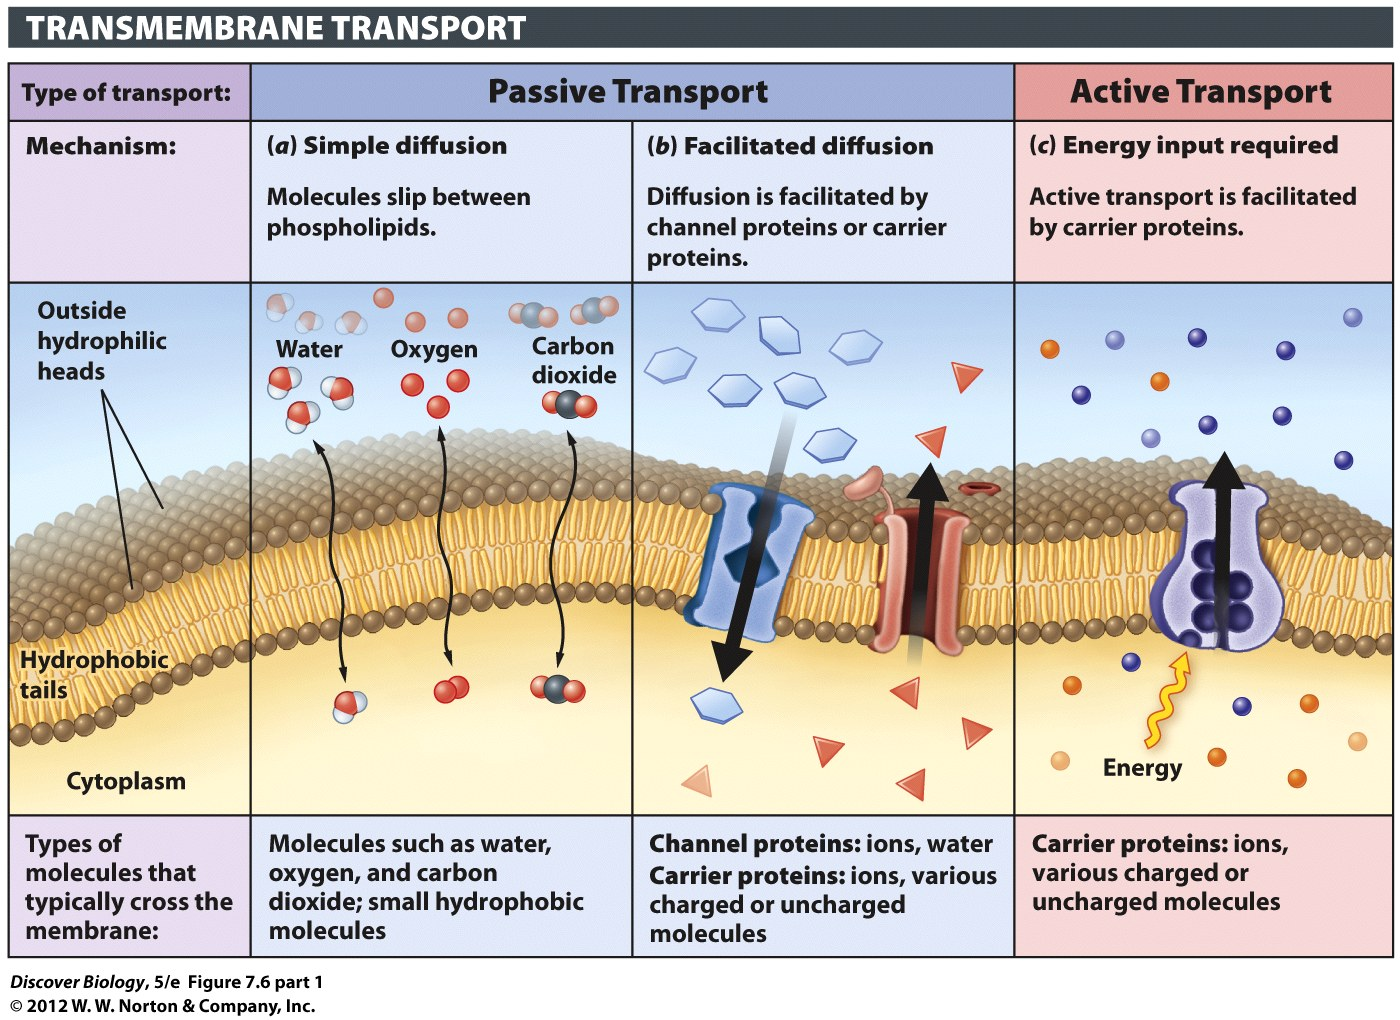 TRANSMEMBRANE TRANSPORT
Type of transport:
Passive Transport
Active Transport
Mechanism:
(a) Simple diffusion
Molecules slip between
phospholipids.
(b) Facilitated diffusion
Diffusion is facilitated by
channel proteins or carrier
proteins.
(c) Energy input required
Active transport is facilitated
by carrier proteins.
Outside
hydrophilic
heads
Hydrophobic
tails
Cytoplasm
Water
Oxygen
Carbon
dioxide
Energy
Types of
molecules that
typically cross the
membrane:
Molecules such as water,
oxygen, and carbon
dioxide; small hydrophobic
molecules
Channel proteins: ions, water
Carrier proteins: ions, various
charged or uncharged
molecules
Carrier proteins: ions,
various charged or
uncharged molecules
Discover Biology, 5/e Figure 7.6 part 1
© 2012 W. W. Norton & Company, Inc.